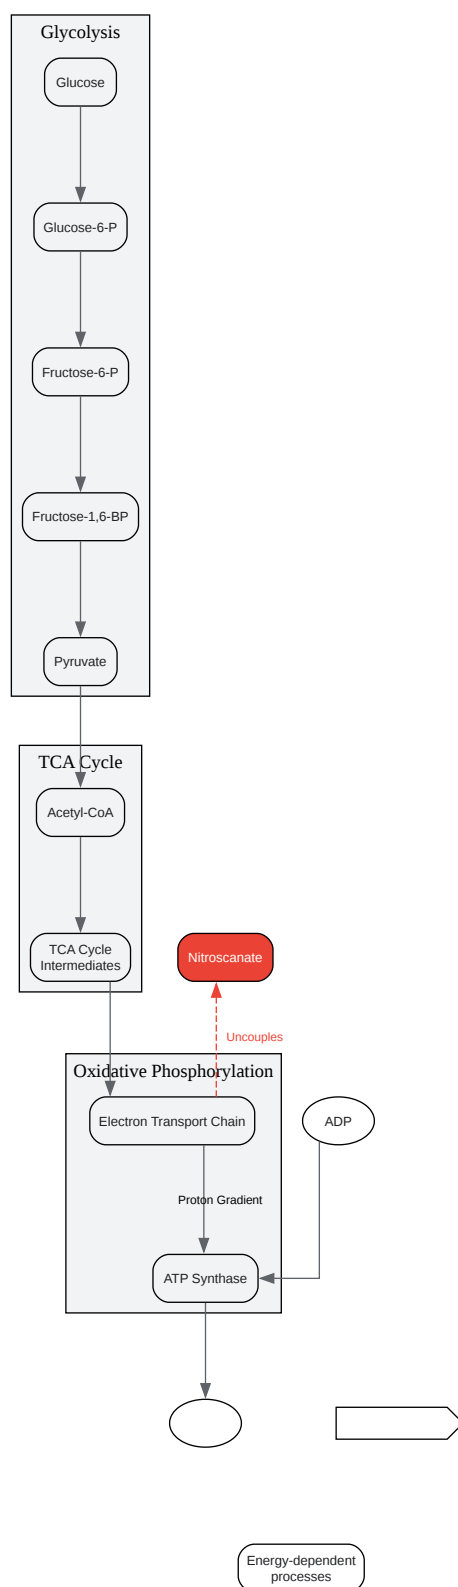 Glycolysis
Glucose
Glucose-6-P
Fructose-6-P
Fructose-1,6-BP
Pyruvate
TCA Cycle
Acetyl-CoA
TCA Cycle
Intermediates
Nitroscanate
Uncouples
Oxidative Phosphorylation
Electron Transport Chain
ADP
Proton Gradient
ATP Synthase
Energy-dependent
processes